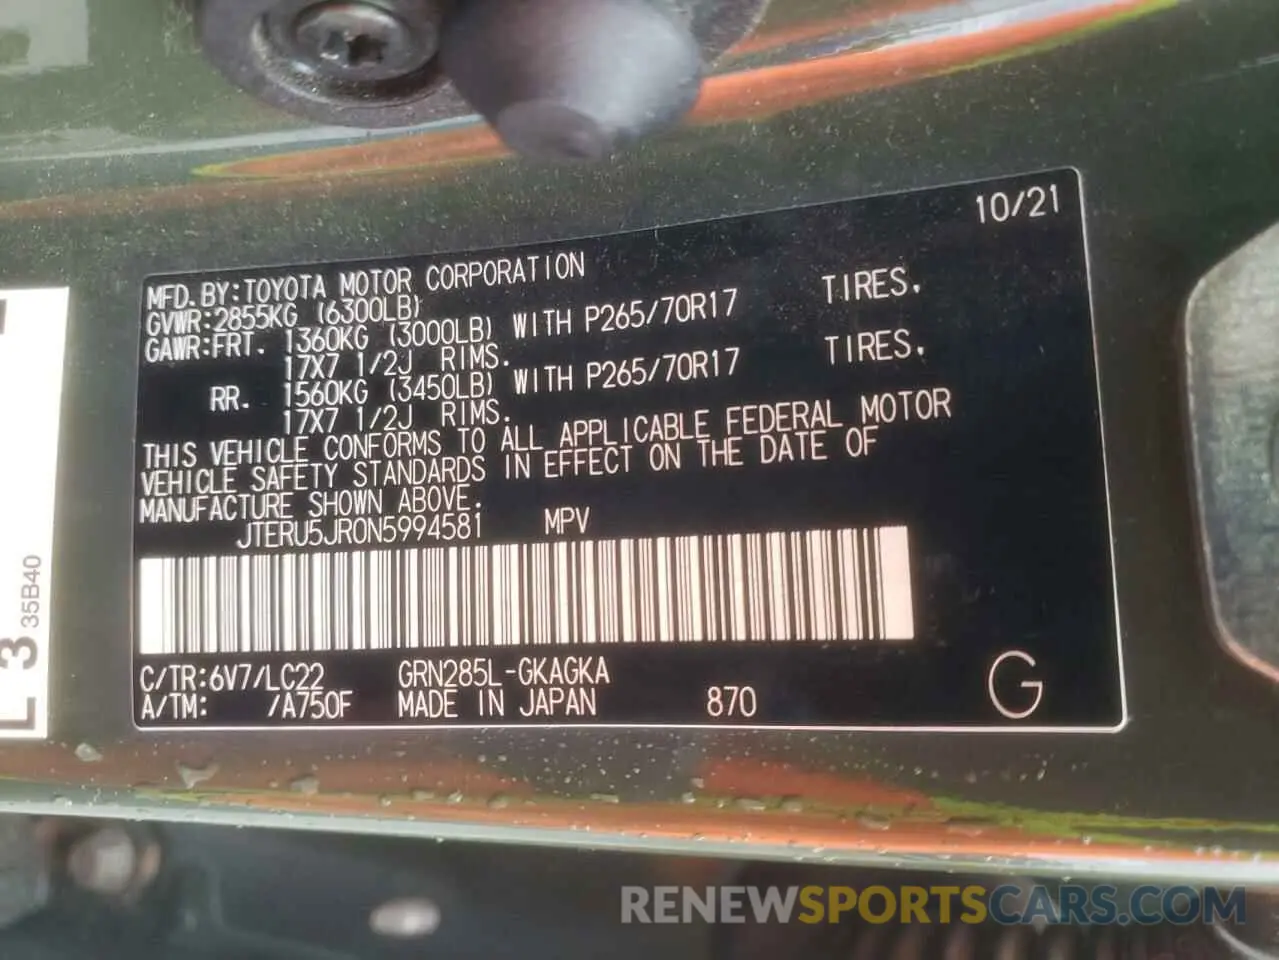 10/21
MFD.BY:TOYOTA MOTOR CORPORATION
GVWR:2855KG (6300LB)
GAWR:FRT. 1360KG (3000LB) WITH P265/70R17 TIRES.
17X7 1/2J RIMS.
RR. 1560KG (3450LB) WITH P265/70R17 TIRES.
17X7 1/2J RIMS.
THIS VEHICLE CONFORMS TO ALL APPLICABLE FEDERAL MOTOR
VEHICLE SAFETY STANDARDS IN EFFECT ON THE DATE OF
MANUFACTURE SHOWN ABOVE.
JTERU5JR0N5994581 MPV
C/TR:6V7/LC22 GRN285L-GKAGKA
A/TM: /A750F MADE IN JAPAN 870 G
35B40
L3
RENEWSPORTSCARS.COM